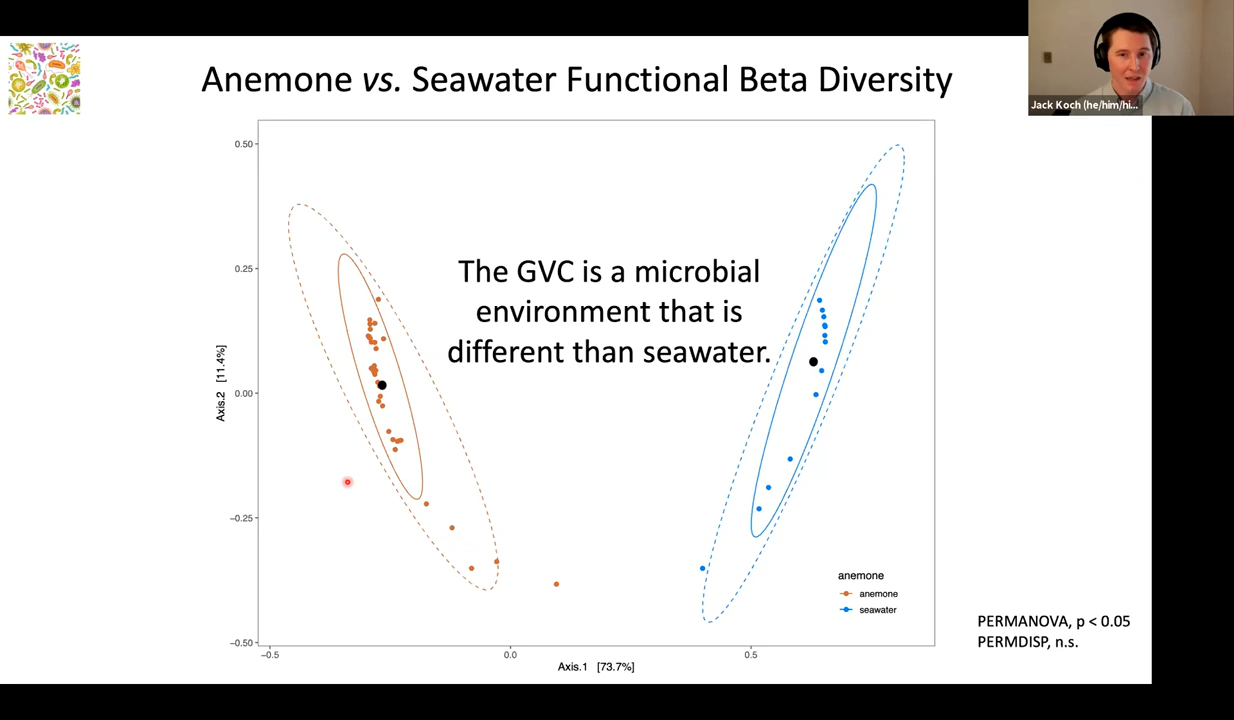 Jack Koch (he/him/hi...
Anemone vs. Seawater Functional Beta Diversity
0.50
0.25
0.00
−0.25
−0.50
Axis.2 [11.4%]
The GVC is a microbial
environment that is
different than seawater.
anemone
anemone
seawater
−0.5
0.0
0.5
Axis.1 [73.7%]
PERMANOVA, p < 0.05
PERMDISP, n.s.